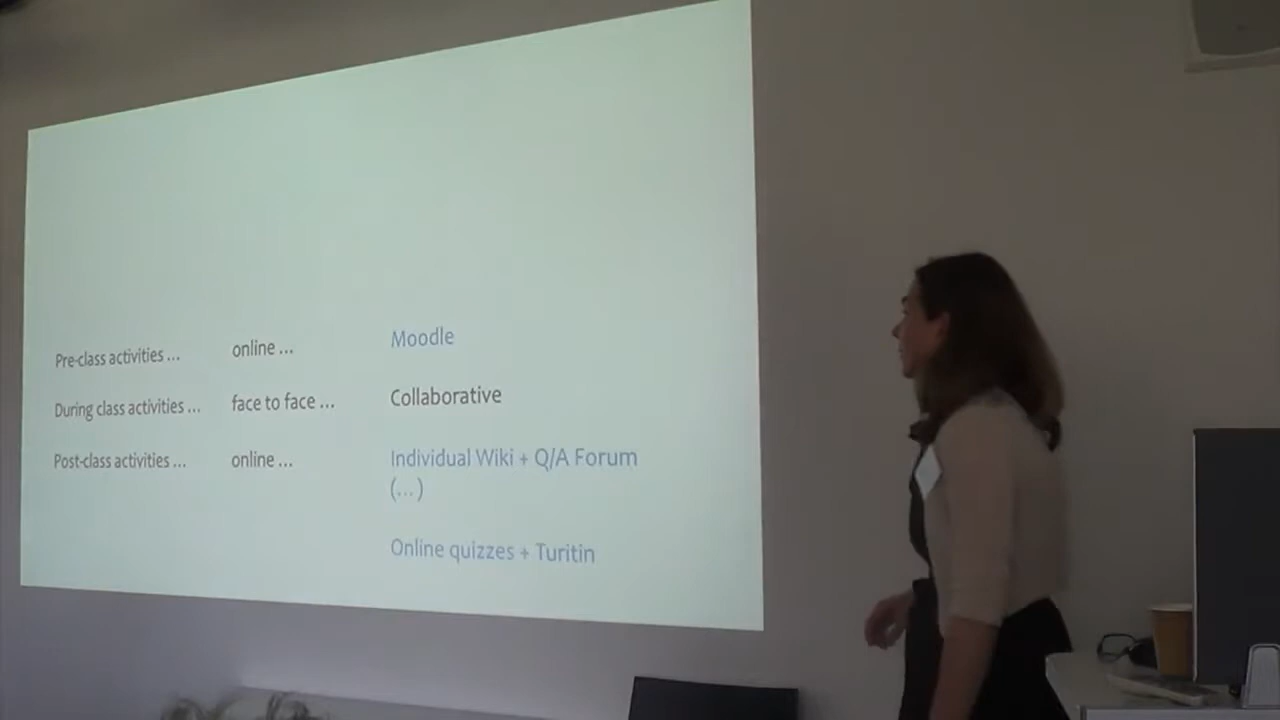 Pre-class activities ... online ... Moodle
During class activities ... face to face ... Collaborative
Post-class activities ... online ... Individual Wiki + Q/A Forum
(...)
Online quizzes + Turitin